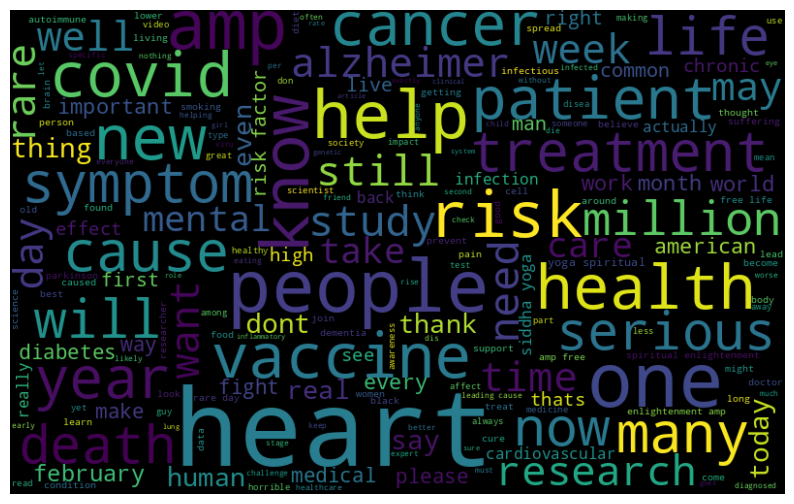 heart
people
risk
health
covid
vaccine
help
know
one
many
new
cause
symptom
patient
treatment
cancer
death
year
will
life
million
now
serious
research
amp
alzheimer
study
still
need
care
time
day
want
rare
well
thing
may
week
mental
take
dont
thank
human
february
diabetes
today
american
cardiovascular
important
even
risk factor
live
right
common
chronic
man
actually
infection
work
month
world
back
high
effect
first
way
make
really
fight
real
see
every
say
please
medical
thats
siddha yoga
yoga spiritual
spiritual enlightenment
enlightenment amp
amp free
free life
leading cause
rare day
autoimmune
lower
video
living
often
rate
diet
making
spread
use
infectious
infected
without
per
don
getting
nothing
let
brain
smoking
helping
person
based
type
girl
great
everyone
society
impact
anyone
child
someone
believe
disea
die
thought
suffering
mean
eye
article
clinical
genetic
system
scientist
friend
think
second
cell
around
check
prevent
good
lead
become
worse
body
away
part
less
might
doctor
much
long
old
found
parkinson
caused
role
healthy
eating
pain
test
rise
science
best
likely
among
researcher
food
join
dementia
dis
inflammatory
awareness
support
affect
women
black
treat
medicine
always
cure
better
expert
sure
must
yet
look
guy
learn
early
lung
read
condition
data
stage
keep
challenge
horrible
healthcare
come
diagnosed